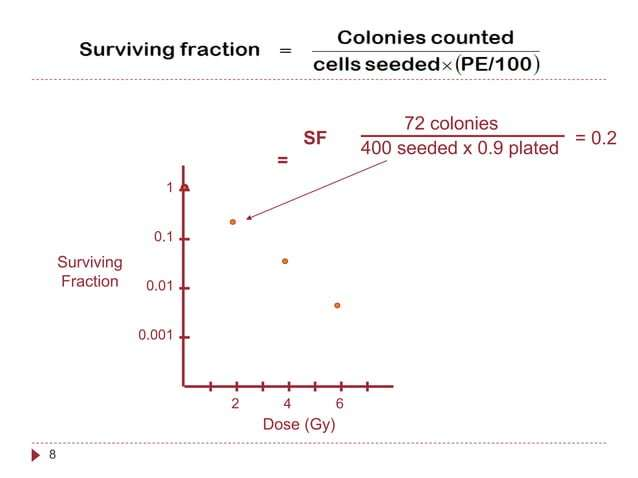 Surviving fraction = Colonies counted
cells seeded×(PE/100)
SF = 72 colonies
400 seeded x 0.9 plated
= 0.2
1
0.1
Surviving
Fraction
0.01
0.001
2 4 6
Dose (Gy)
8